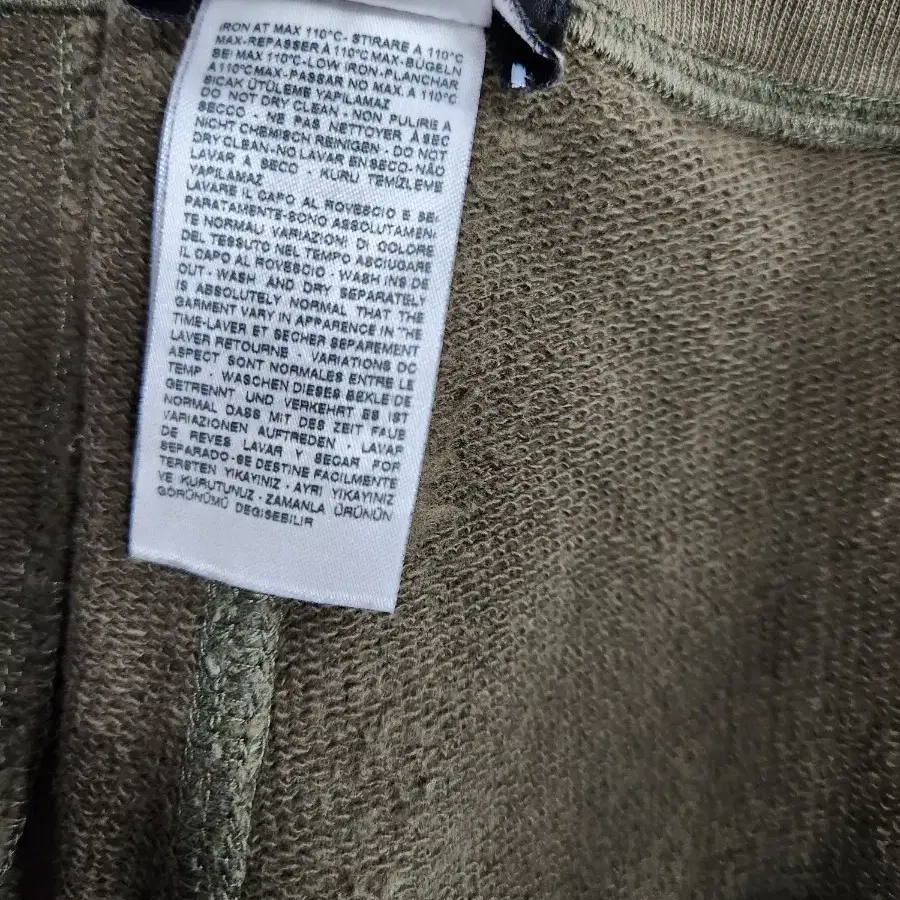 IRON AT MAX 110°C - STIRARE A 110°C
MAX-REPASSER À 110°C MAX-BÜGELN
BEI MAX 110°C-LOW IRON-PLANCHAR
A 110°C MAX-PASSAR NO MAX. A 110°C
SICAK ÜTÜLEME YAPILAMAZ
DO NOT DRY CLEAN - NON PULIRE A
SECCO - NE PAS NETTOYER À SEC
NICHT CHEMISCH REINIGEN - DO NOT
DRY CLEAN-NO LAVAR EN SECO-NÃO
LAVAR A SECO - KURU TEMIZLEME
YAPILAMAZ
LAVARE IL CAPO AL ROVESCIO E SE-
PARATAMENTE-SONO ASSOLUTAMEN-
TE NORMALI VARIAZIONI DI COLORE
DEL TESSUTO NEL TEMPO ASCIUGARE
IL CAPO AL ROVESCIO - WASH INSIDE
OUT - WASH AND DRY SEPARATELY
IS ABSOLUTELY NORMAL THAT THE
GARMENT VARY IN APPARENCE IN THE
TIME-LAVER ET SECHER SEPAREMENT
LAVER RETOURNE - VARIATIONS DC
ASPECT SONT NORMALES ENTRE LE
TEMP - WASCHEN DIESES BEKLEIDE
GETRENNT UND VERKEHRT ES IST
NORMAL DASS MIT DES ZEIT FAUE
VARIAZIONEN AUFTREDEN - LAVAR
DE REVES LAVAR Y SECAR POR
SEPARADO-SE DESTINE FACILMENTE
TERSTEN YIKAYINIZ - AYRI YIKAYINIZ
VE KURUTUNUZ - ZAMANLA ÜRÜNÜN
GÖRÜNÜMÜ DEGISEBILIR